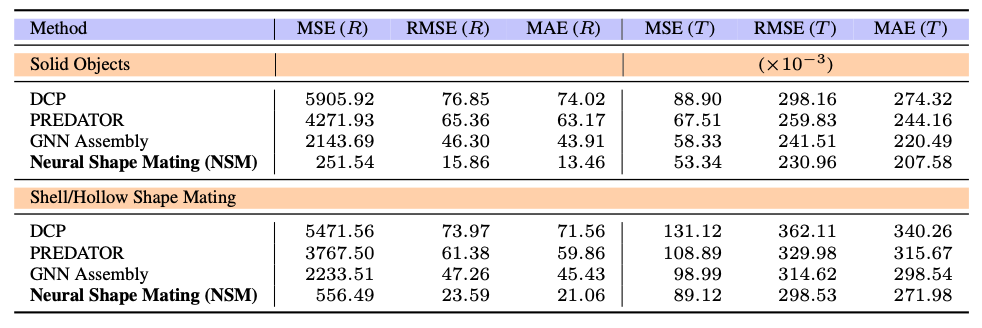 Method MSE (R) RMSE (R) MAE (R) MSE (T) RMSE (T) MAE (T)
Solid Objects (×10⁻³)
DCP 5905.92 76.85 74.02 88.90 298.16 274.32
PREDATOR 4271.93 65.36 63.17 67.51 259.83 244.16
GNN Assembly 2143.69 46.30 43.91 58.33 241.51 220.49
Neural Shape Mating (NSM) 251.54 15.86 13.46 53.34 230.96 207.58
Shell/Hollow Shape Mating
DCP 5471.56 73.97 71.56 131.12 362.11 340.26
PREDATOR 3767.50 61.38 59.86 108.89 329.98 315.67
GNN Assembly 2233.51 47.26 45.43 98.99 314.62 298.54
Neural Shape Mating (NSM) 556.49 23.59 21.06 89.12 298.53 271.98